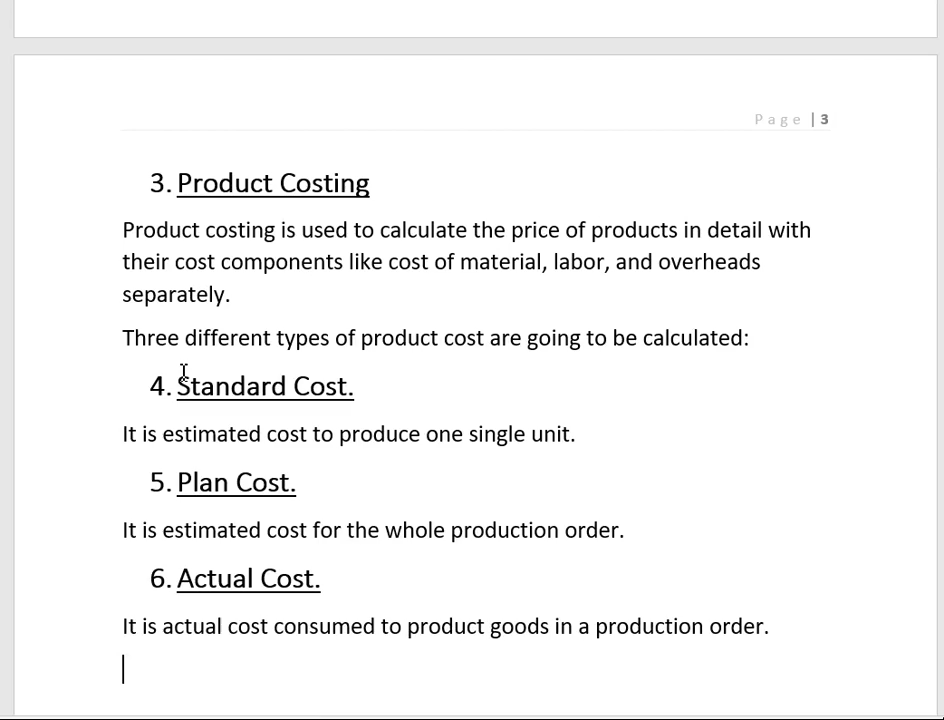 Page | 3
3. Product Costing
Product costing is used to calculate the price of products in detail with
their cost components like cost of material, labor, and overheads
separately.
Three different types of product cost are going to be calculated:
4. Standard Cost.
It is estimated cost to produce one single unit.
5. Plan Cost.
It is estimated cost for the whole production order.
6. Actual Cost.
It is actual cost consumed to product goods in a production order.